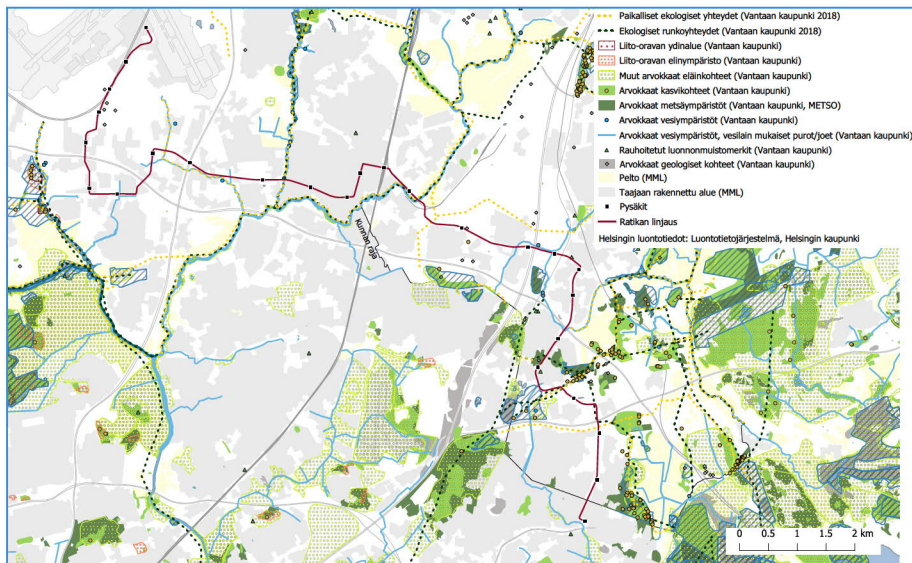 Paikalliset ekologiset yhteydet (Vantaan kaupunki 2018)
Ekologiset runkoyhteydet (Vantaan kaupunki 2018)
Liito-oravan ydinalue (Vantaan kaupunki)
Liito-oravan elinympäristo (Vantaan kaupunki)
Muut arvokkaat eläinkohteet (Vantaan kaupunki)
Arvokkaat kasvikohteet (Vantaan kaupunki)
Arvokkaat metsäympäristöt (Vantaan kaupunki, METSO)
Arvokkaat vesiympäristöt (Vantaan kaupunki)
Arvokkaat vesiympäristöt, vesilain mukaiset purot/joet (Vantaan kaupunki)
Rauhoitetut luonnonmuistomerkit (Vantaan kaupunki)
Arvokkaat geologiset kohteet (Vantaan kaupunki)
Pelto (MML)
Taajaan rakennettu alue (MML)
Pysäkit
Ratikan linjaus
Helsingin luontotiedot: Luontotietojärjestelmä, Helsingin kaupunki
Kunnan raja
0 0.5 1 1.5 2 km